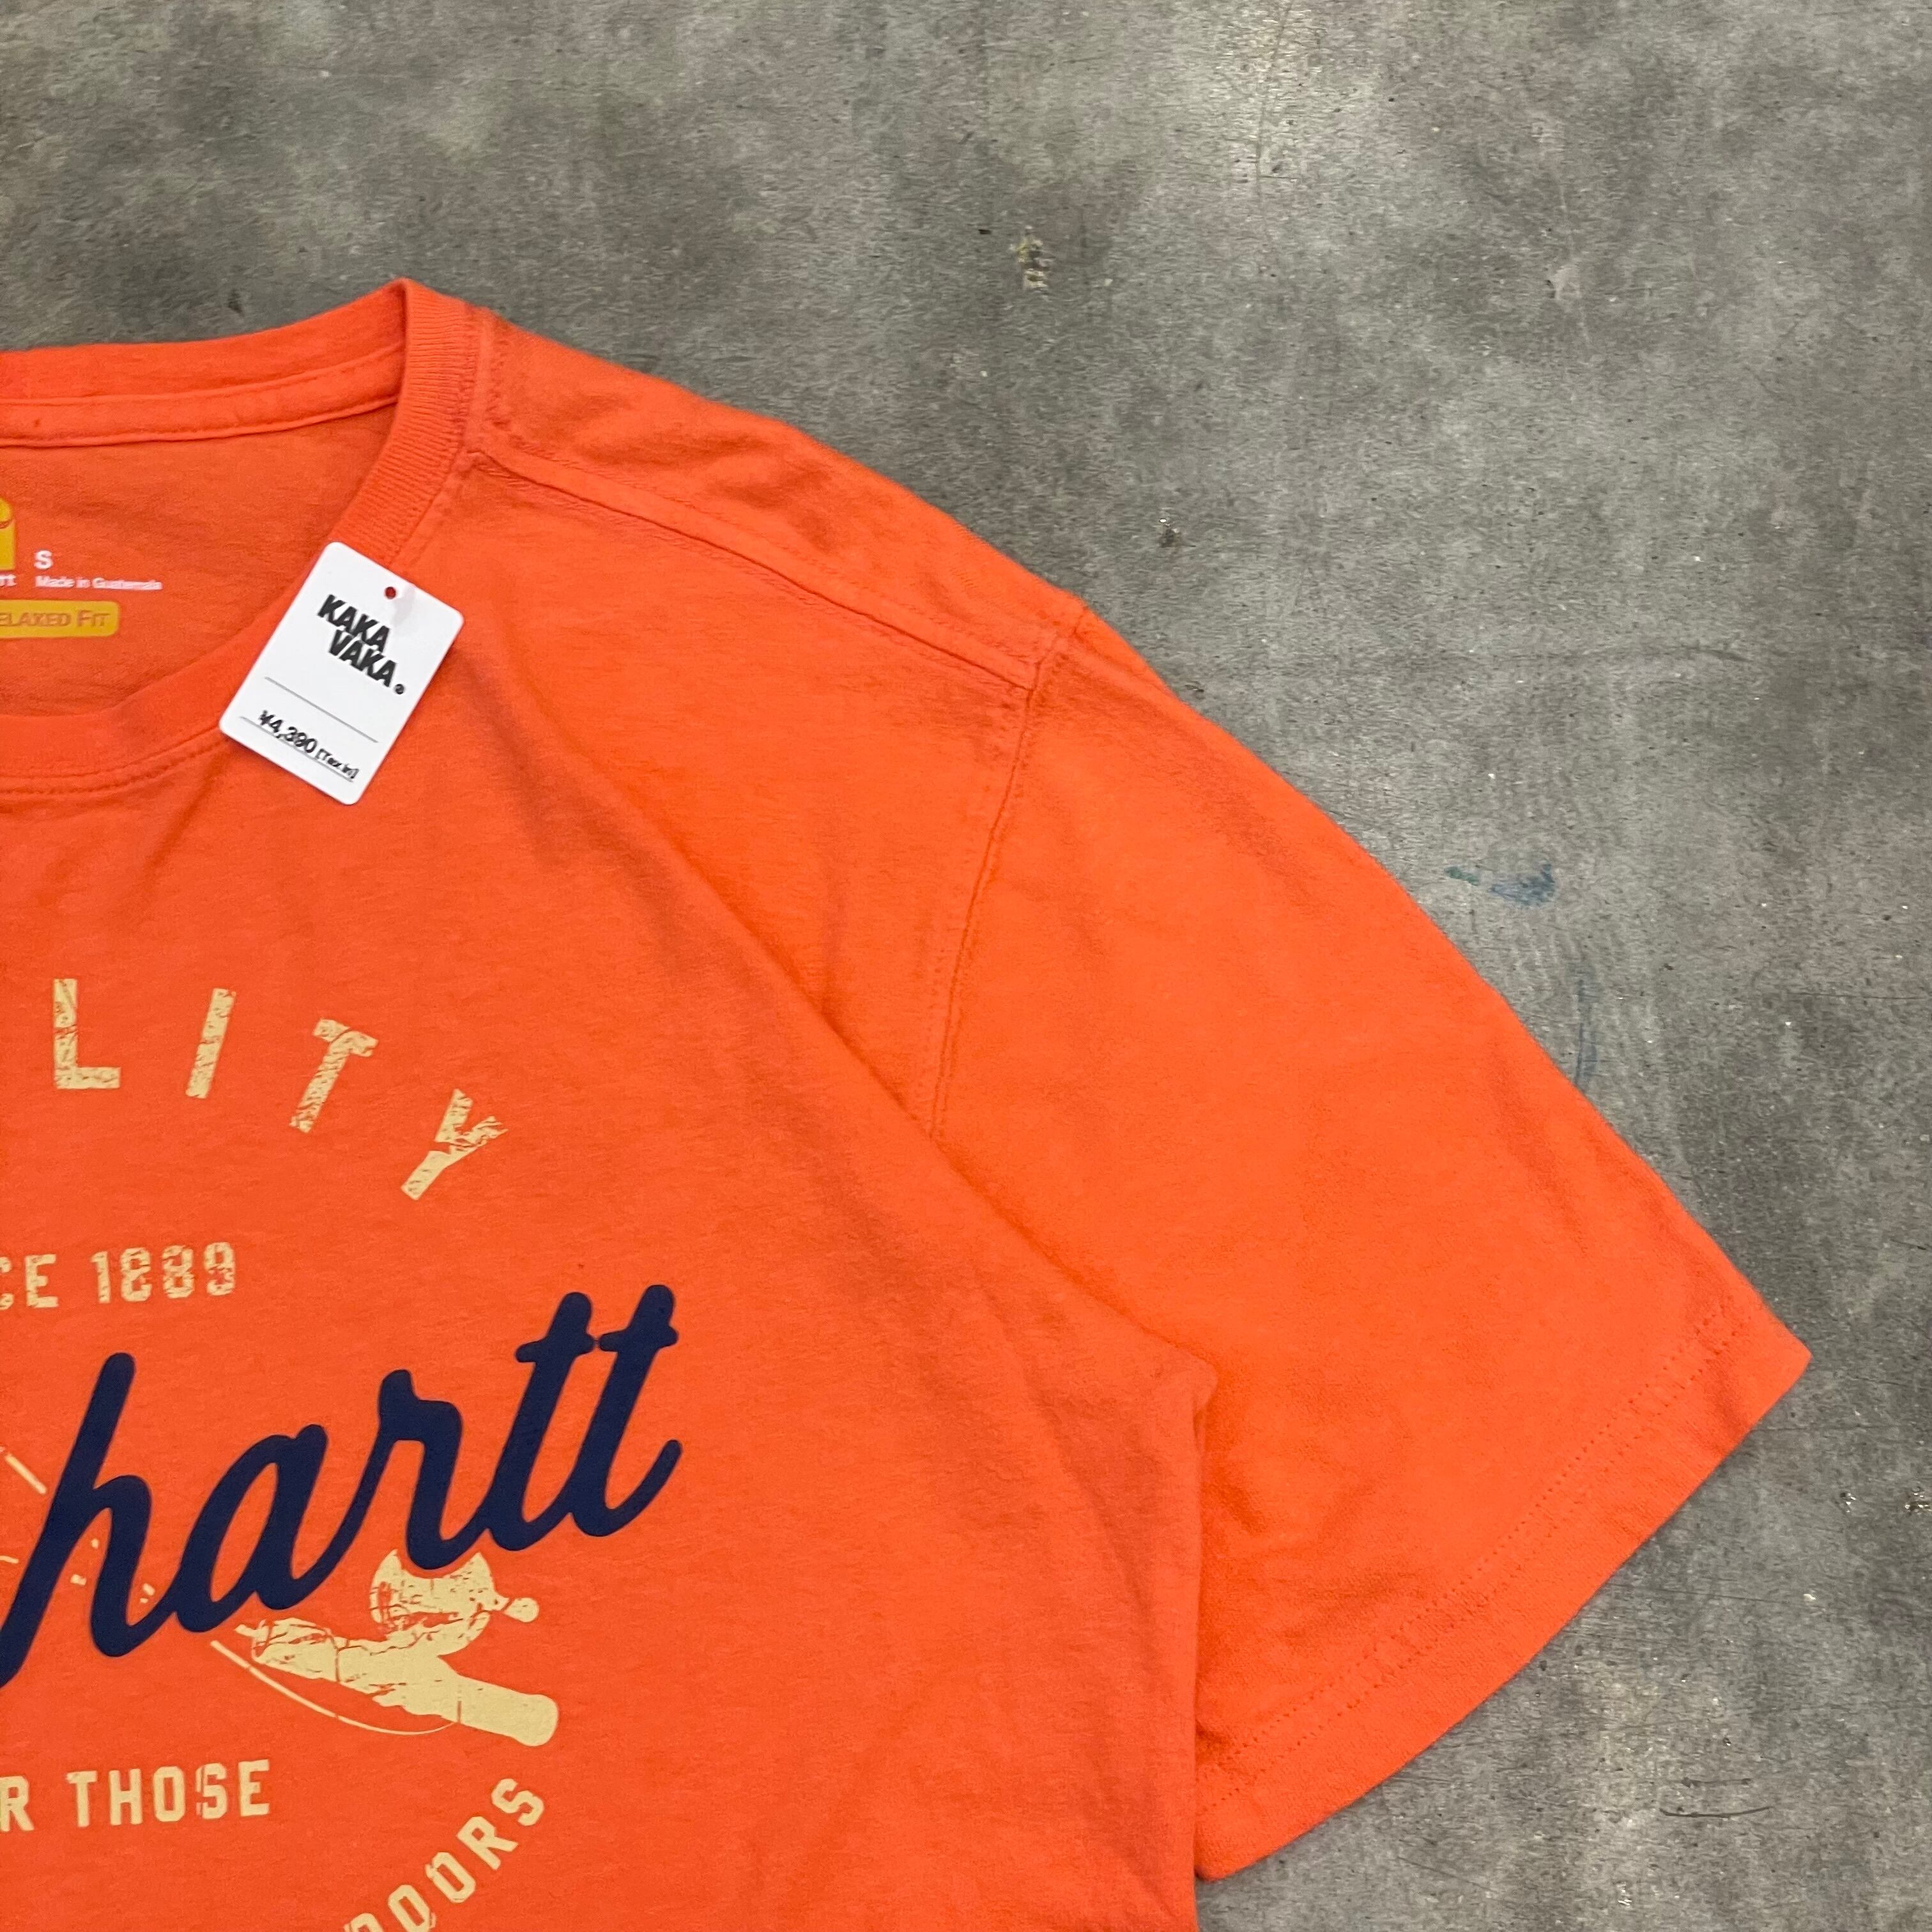 S
Made in Guatemala
ELAXED FIT
KAKA
VAKA®
¥4,390 [Tax in]
LITY
CE 1889
hartt
R THOSE
OORS